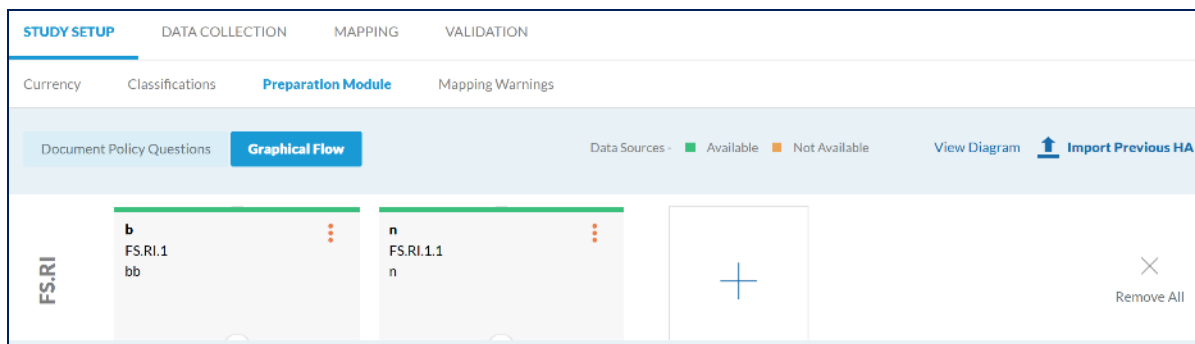 STUDY SETUP DATA COLLECTION MAPPING VALIDATION
Currency Classifications Preparation Module Mapping Warnings
Document Policy Questions Graphical Flow Data Sources - Available Not Available View Diagram Import Previous HA
FS.RI
b
FS.RI.1
bb
n
FS.RI.1.1
n
Remove All